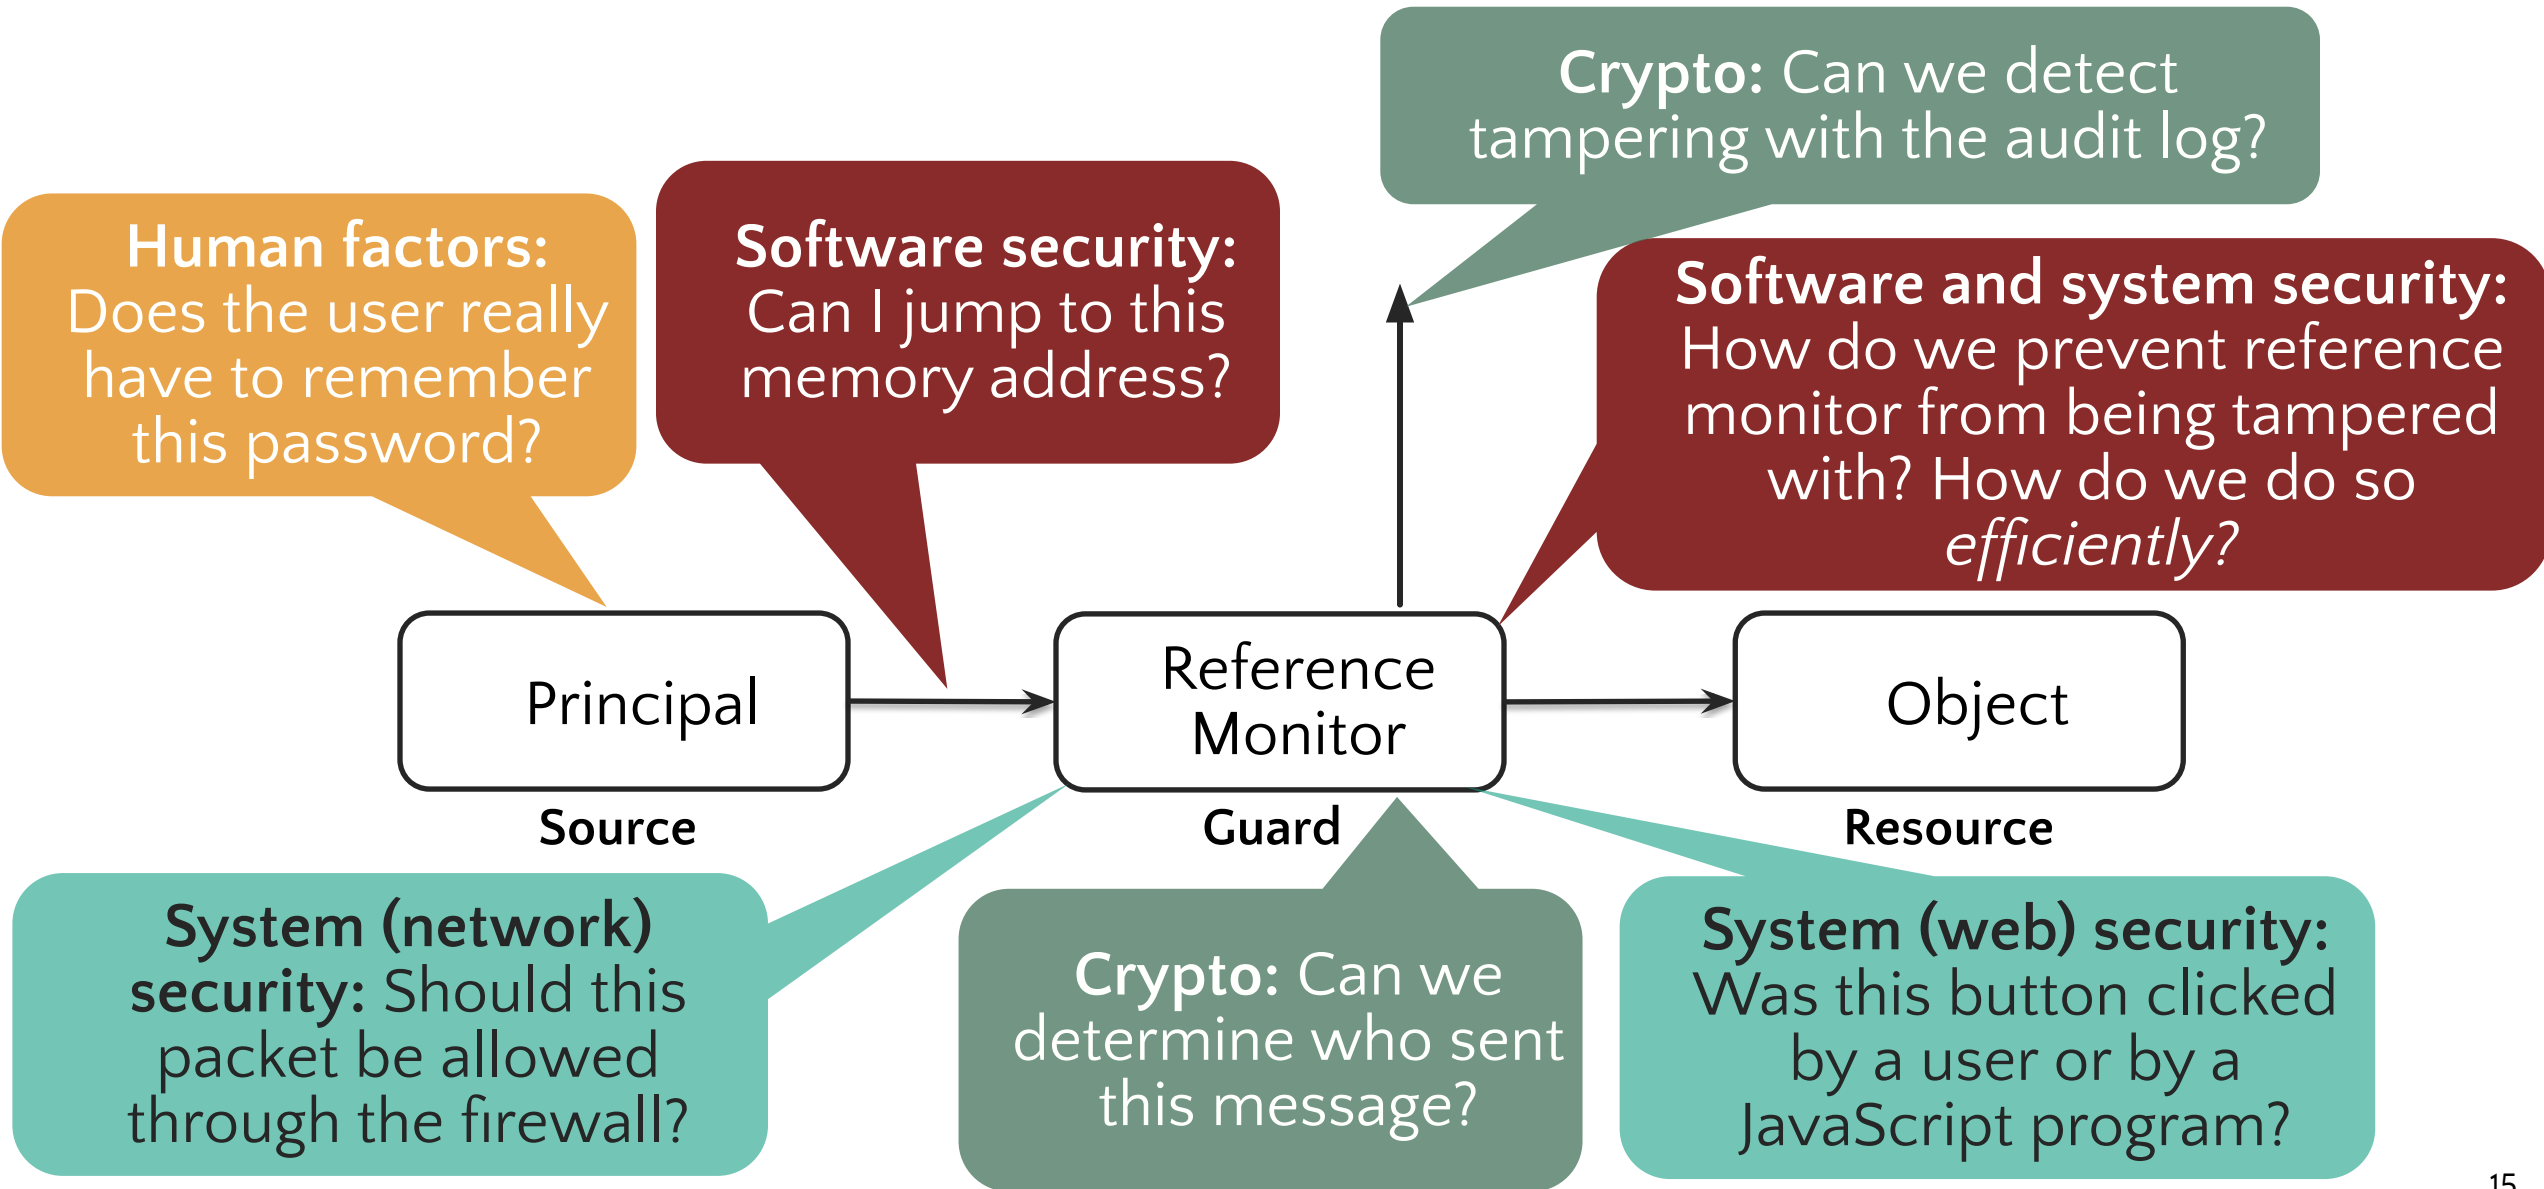 Crypto: Can we detect
tampering with the audit log?
Human factors:
Does the user really
have to remember
this password?
Software security:
Can I jump to this
memory address?
Software and system security:
How do we prevent reference
monitor from being tampered
with? How do we do so
efficiently?
Principal
Reference
Monitor
Object
Source
Guard
Resource
System (network)
security: Should this
packet be allowed
through the firewall?
Crypto: Can we
determine who sent
this message?
System (web) security:
Was this button clicked
by a user or by a
JavaScript program?
15